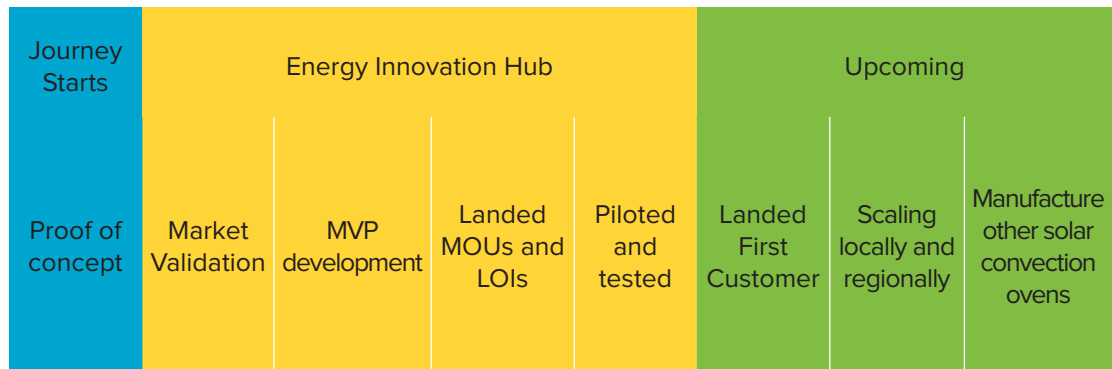 Journey
Starts
Energy Innovation Hub
Upcoming
Proof of
concept
Market
Validation
MVP
development
Landed
MOUs and
LOIs
Piloted
and
tested
Landed
First
Customer
Scaling
locally and
regionally
Manufacture
other solar
convection
ovens